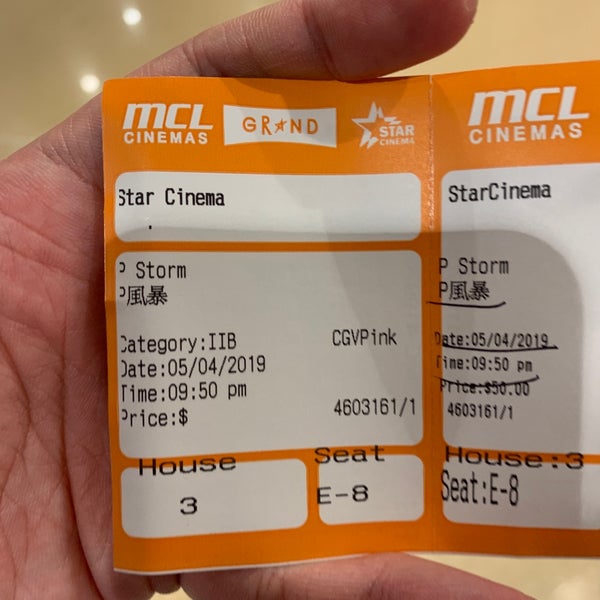 MCL
CINEMAS
GRAND
STAR
CINEMA
Star Cinema
P Storm
P風暴
Category:IIB
CGVPink
Date:05/04/2019
Time:09:50 pm
Price:$
4603161/1
House
3
Seat
E-8
MCL
CINEMAS
StarCinema
P Storm
P風暴
Date:05/04/2019
Time:09:50 pm
Price:$50.00
4603161/1
House:3
Seat:E-8